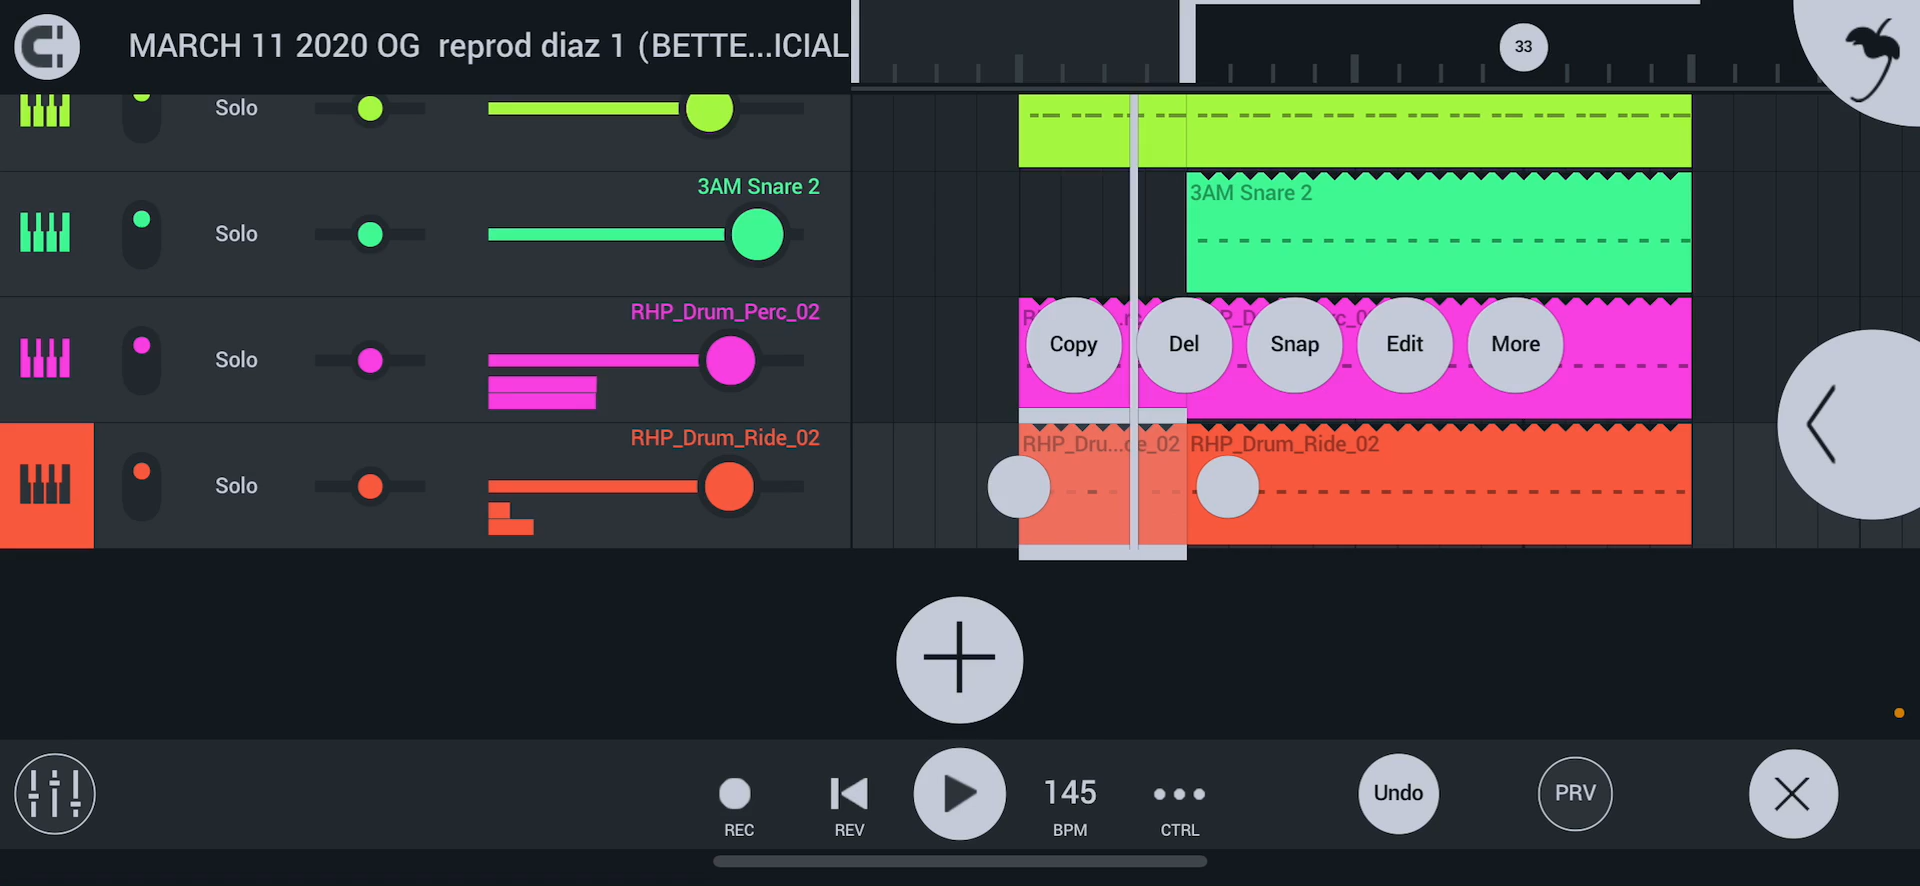 MARCH 11 2020 OG reprod diaz 1 (BETTE...ICIAL
33
Solo
3AM Snare 2
Solo
3AM Snare 2
RHP_Drum_Perc_02
Solo
Copy
Del
Snap
Edit
More
RHP_Drum_Ride_02
Solo
RHP_Dru...de_02
RHP_Drum_Ride_02
REC
REV
145
BPM
CTRL
Undo
PRV